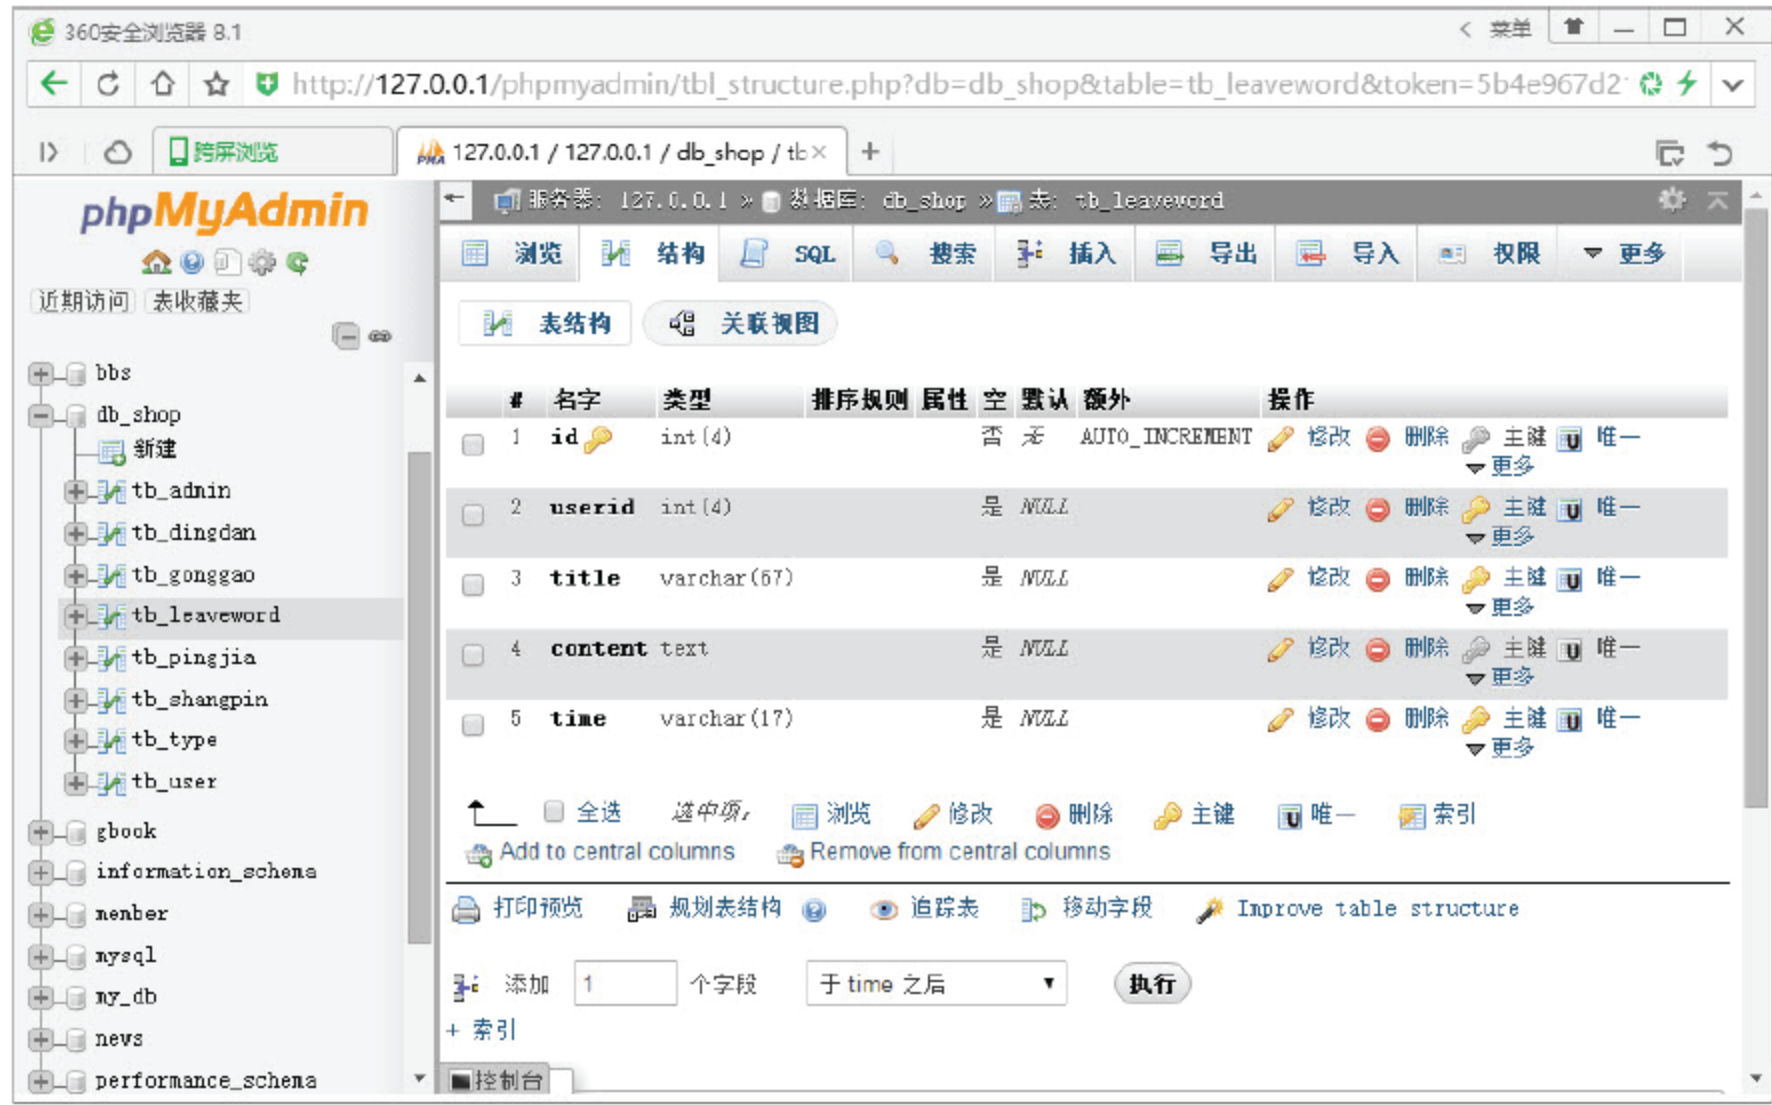 360安全浏览器 8.1
菜单
http://127.0.0.1/phpmyadmin/tbl_structure.php?db=db_shop&table=tb_leaveword&token=5b4e967d2
跨屏浏览
PMA 127.0.0.1 / 127.0.0.1 / db_shop / tb
phpMyAdmin
近期访问 表收藏夹
bbs
db_shop
新建
tb_admin
tb_dingdan
tb_gonggao
tb_leaveword
tb_pingjia
tb_shangpin
tb_type
tb_user
gbook
information_schema
member
mysql
my_db
news
performance_schema
服务器: 127.0.0.1 » 数据库: db_shop » 表: tb_leaveword
浏览 结构 SQL 搜索 插入 导出 导入 权限 更多
表结构 关联视图
# 名字 类型 排序规则 属性 空 默认 额外 操作
1 id int(4) 否 无 AUTO_INCREMENT 修改 删除 主键 唯一
更多
2 userid int(4) 是 NULL 修改 删除 主键 唯一
更多
3 title varchar(67) 是 NULL 修改 删除 主键 唯一
更多
4 content text 是 NULL 修改 删除 主键 唯一
更多
5 time varchar(17) 是 NULL 修改 删除 主键 唯一
更多
全选 选中项: 浏览 修改 删除 主键 唯一 索引
Add to central columns Remove from central columns
打印预览 规划表结构 追踪表 移动字段 Improve table structure
添加 1 个字段 于 time 之后 执行
+ 索引
控制台